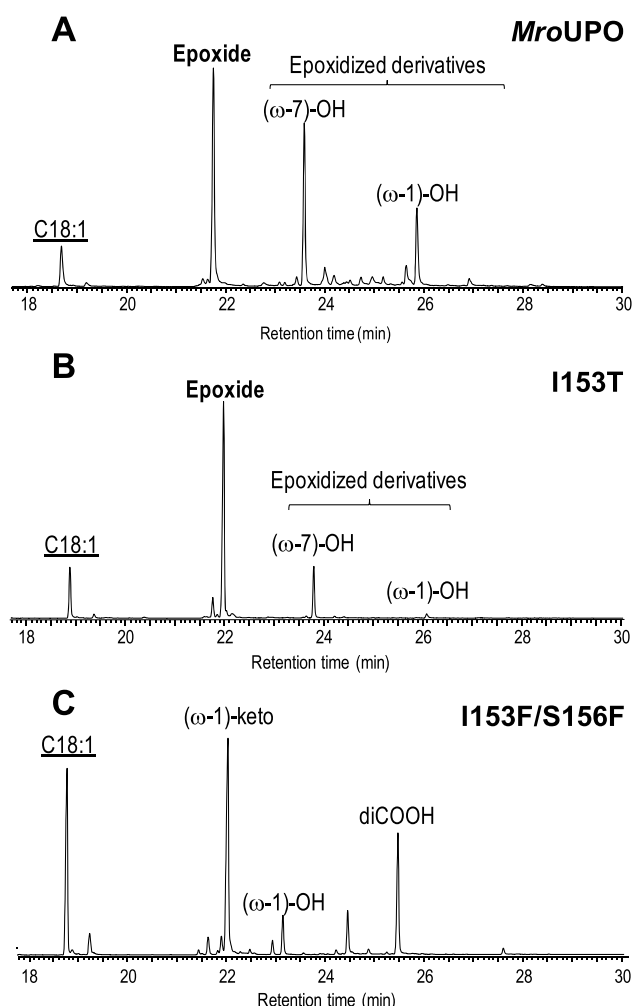 A
MroUPO
Epoxide
Epoxidized derivatives
(ω-7)-OH
(ω-1)-OH
C18:1
18 20 22 24 26 28 30
Retention time (min)
B
I153T
Epoxide
Epoxidized derivatives
C18:1
(ω-7)-OH
(ω-1)-OH
18 20 22 24 26 28 30
Retention time (min)
C
I153F/S156F
(ω-1)-keto
C18:1
diCOOH
(ω-1)-OH
18 20 22 24 26 28 30
Retention time (min)